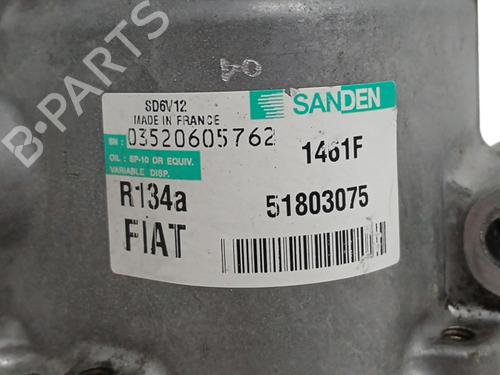 SD6V12
MADE IN FRANCE
SANDEN
SN: 03520605762
1461F
OIL: SP-10 OR EQUIV.
VARIABLE DISP.
R134a
51803075
FIAT
B-PARTS